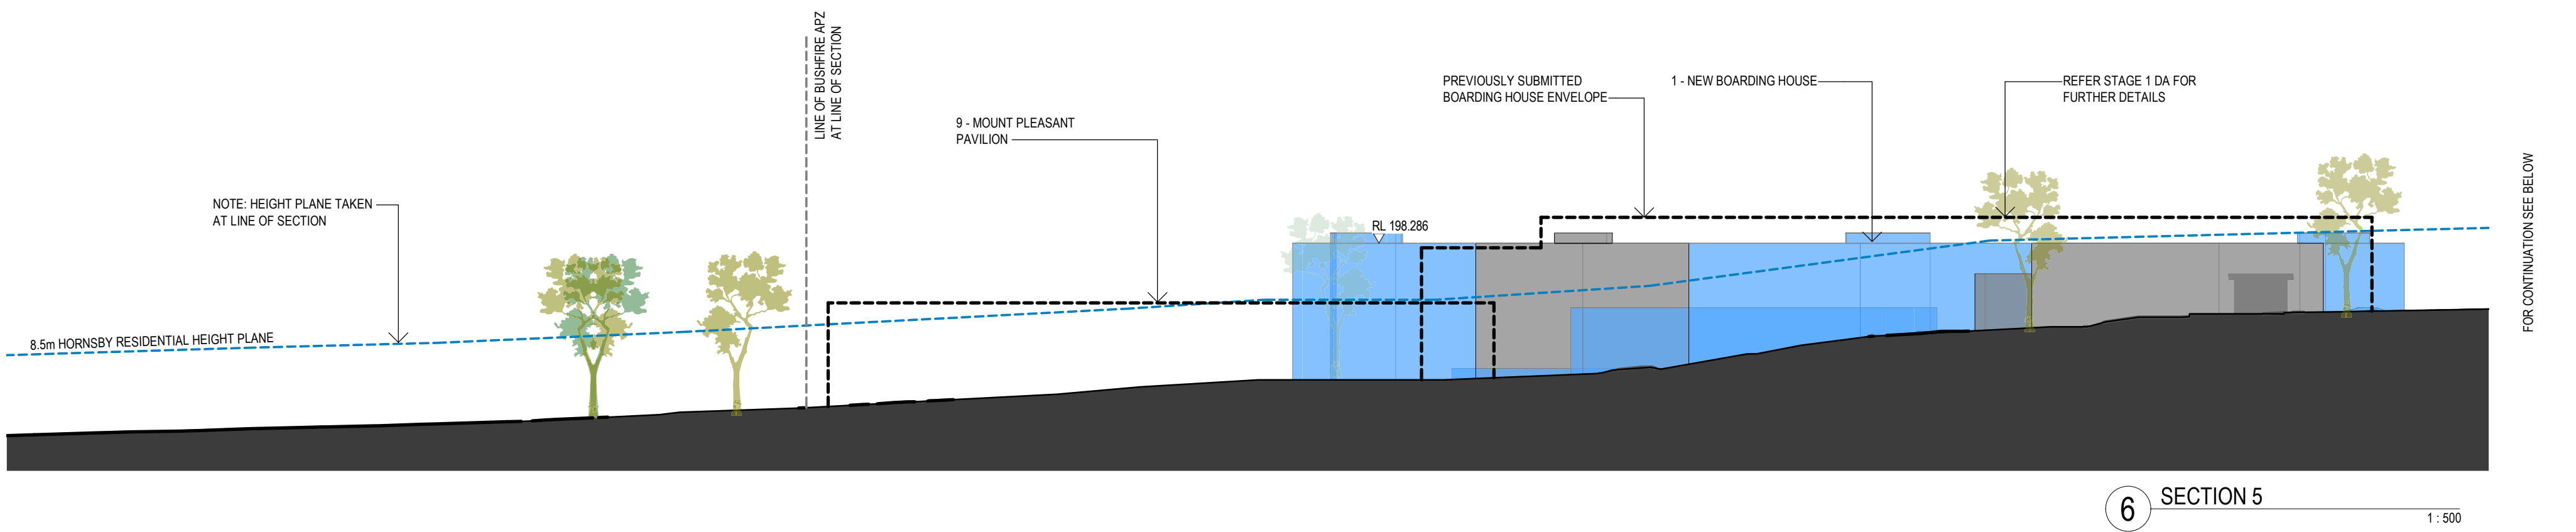 LINE OF BUSHFIRE APZ
AT LINE OF SECTION
PREVIOUSLY SUBMITTED
BOARDING HOUSE ENVELOPE
1 - NEW BOARDING HOUSE
REFER STAGE 1 DA FOR
FURTHER DETAILS
9 - MOUNT PLEASANT
PAVILION
NOTE: HEIGHT PLANE TAKEN
AT LINE OF SECTION
RL 198.286
8.5m HORNSBY RESIDENTIAL HEIGHT PLANE
FOR CONTINUATION SEE BELOW
6 SECTION 5
1 : 500